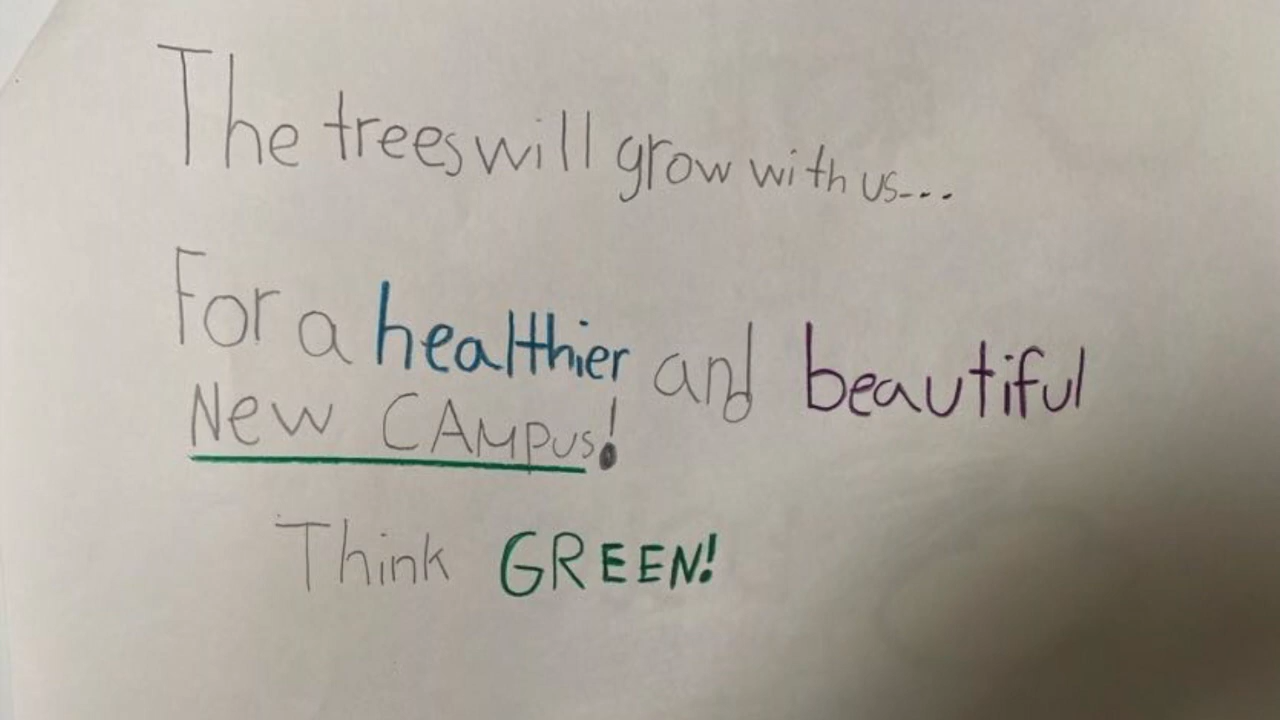 The trees will grow with us...
For a healthier and beautiful
New CAmpus!
Think GREEN!